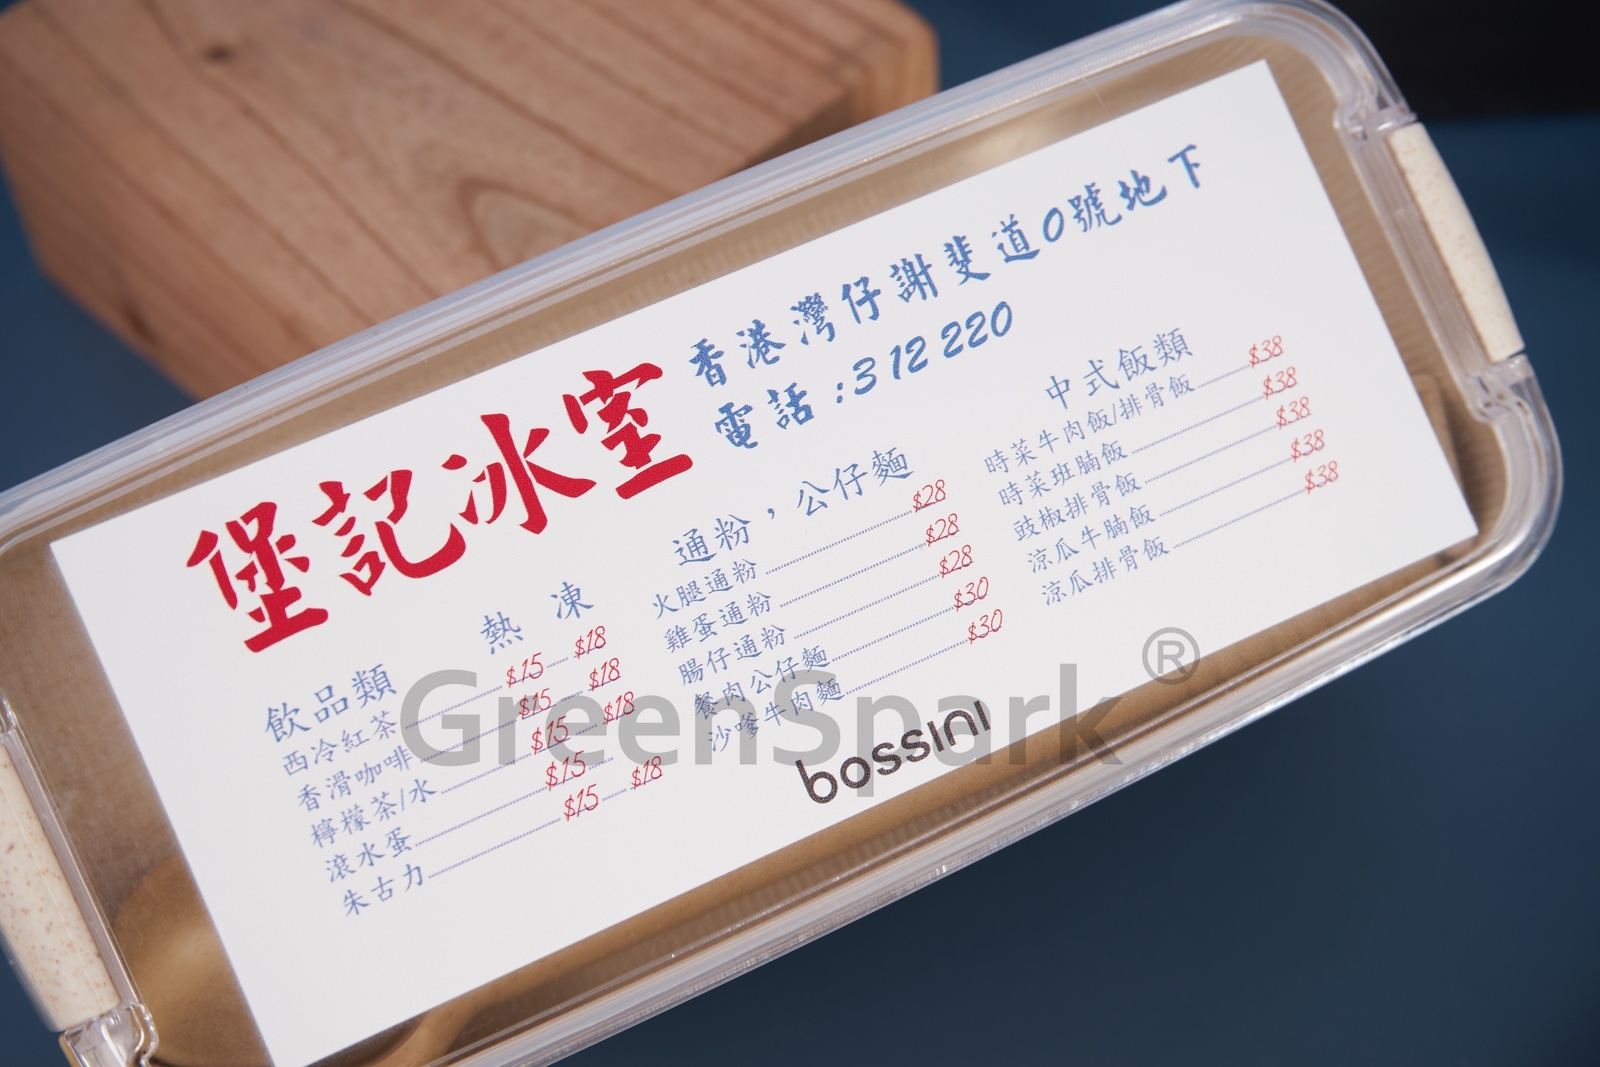 堡記冰室
香港灣仔謝斐道0號地下
電話:312 220
飲品類 熱 凍
西冷紅茶 $15 $18
香滑咖啡 $15 $18
檸檬茶/水 $15 $18
滾水蛋 $15
朱古力 $15 $18
通粉，公仔麵
火腿通粉 $28
雞蛋通粉 $28
腸仔通粉 $28
餐肉公仔麵 $30
沙嗲牛肉麵 $30
中式飯類
時菜牛肉飯/排骨飯 $38
時菜班腩飯 $38
豉椒排骨飯 $38
涼瓜牛腩飯 $38
涼瓜排骨飯 $38
bossini
GreenSpark®